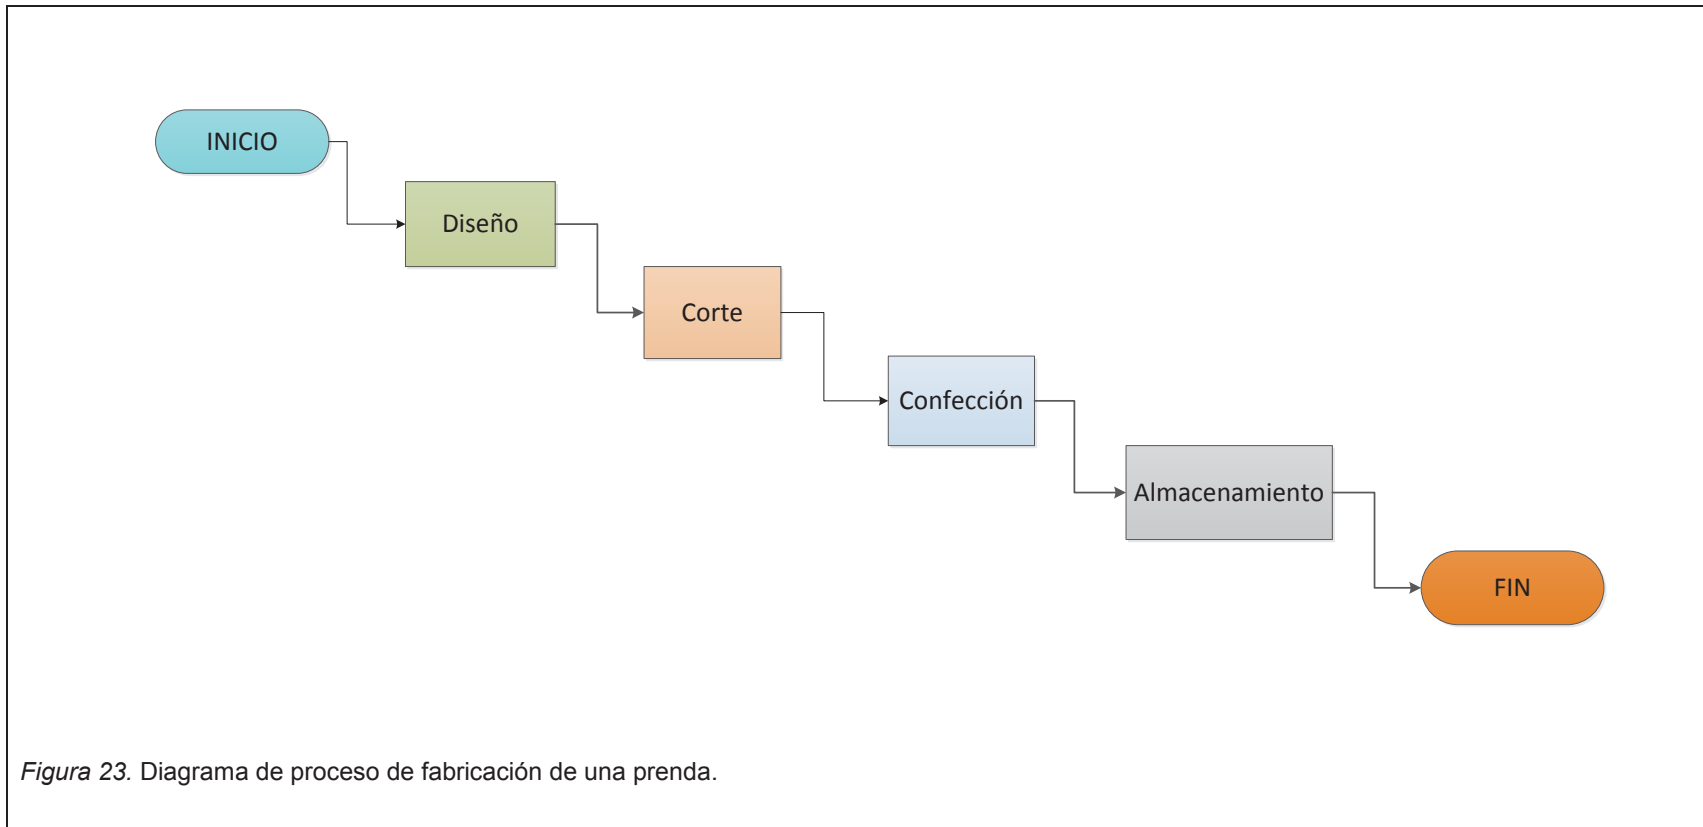 INICIO
Diseño
Corte
Confección
Almacenamiento
FIN
Figura 23. Diagrama de proceso de fabricación de una prenda.